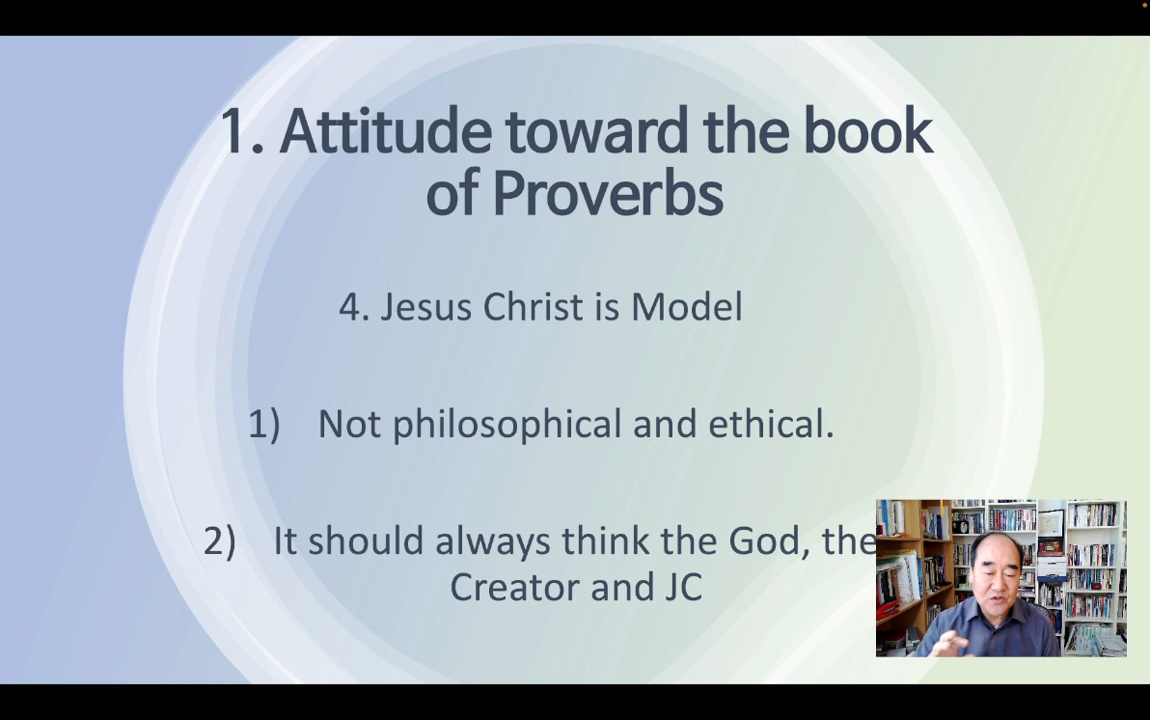 1. Attitude toward the book
of Proverbs
4. Jesus Christ is Model
1) Not philosophical and ethical.
2) It should always think the God, the
Creator and JC